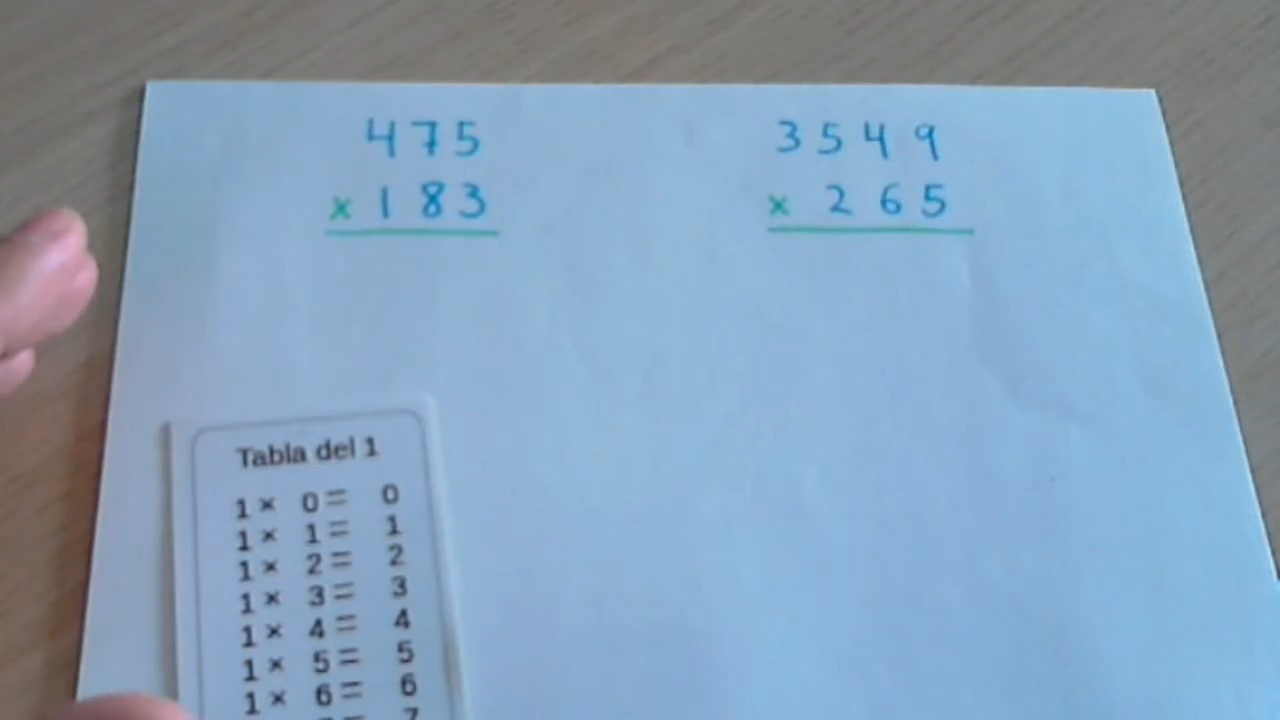 475
x 183
3549
x 265
Tabla del 1
1 × 0 = 0
1 × 1 = 1
1 × 2 = 2
1 × 3 = 3
1 × 4 = 4
1 × 5 = 5
1 × 6 = 6